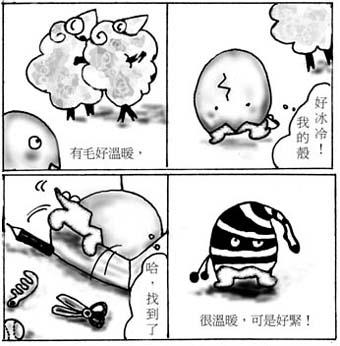 有毛好溫暖，
好冰冷！
我的殼
哈，找到了
很溫暖，可是好緊！